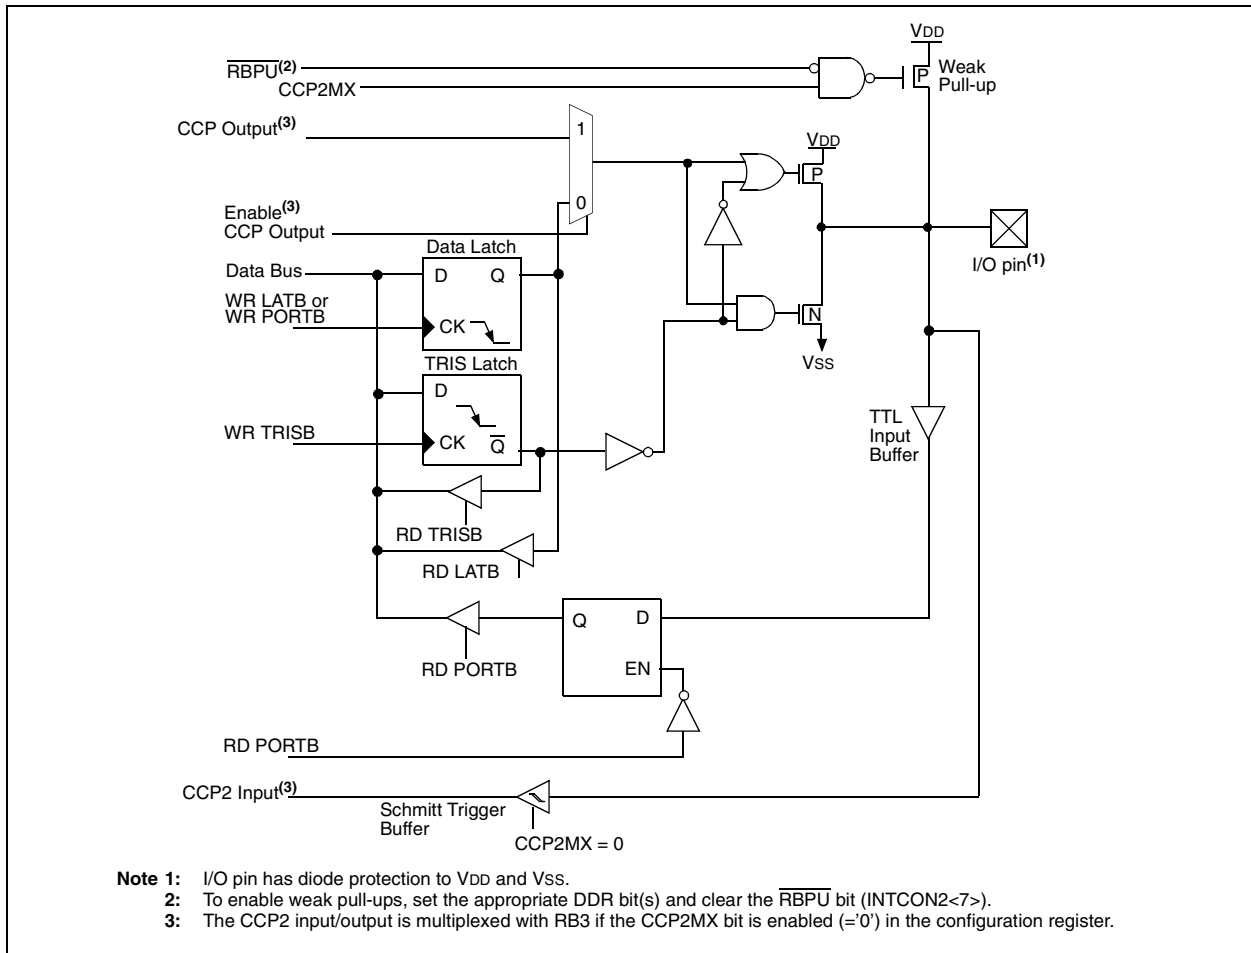 VDD
RBPU(2)
CCP2MX
P
Weak
Pull-up
CCP Output(3)
1
VDD
P
0
Enable(3)
CCP Output
Data Latch
Data Bus
D Q
I/O pin(1)
WR LATB or
WR PORTB
CK
N
VSS
TRIS Latch
D
TTL
Input
Buffer
WR TRISB
CK Q
RD TRISB
RD LATB
Q D
RD PORTB
EN
RD PORTB
CCP2 Input(3)
Schmitt Trigger
Buffer
CCP2MX = 0
Note 1: I/O pin has diode protection to VDD and VSS.
2: To enable weak pull-ups, set the appropriate DDR bit(s) and clear the RBPU bit (INTCON2<7>).
3: The CCP2 input/output is multiplexed with RB3 if the CCP2MX bit is enabled (='0') in the configuration register.